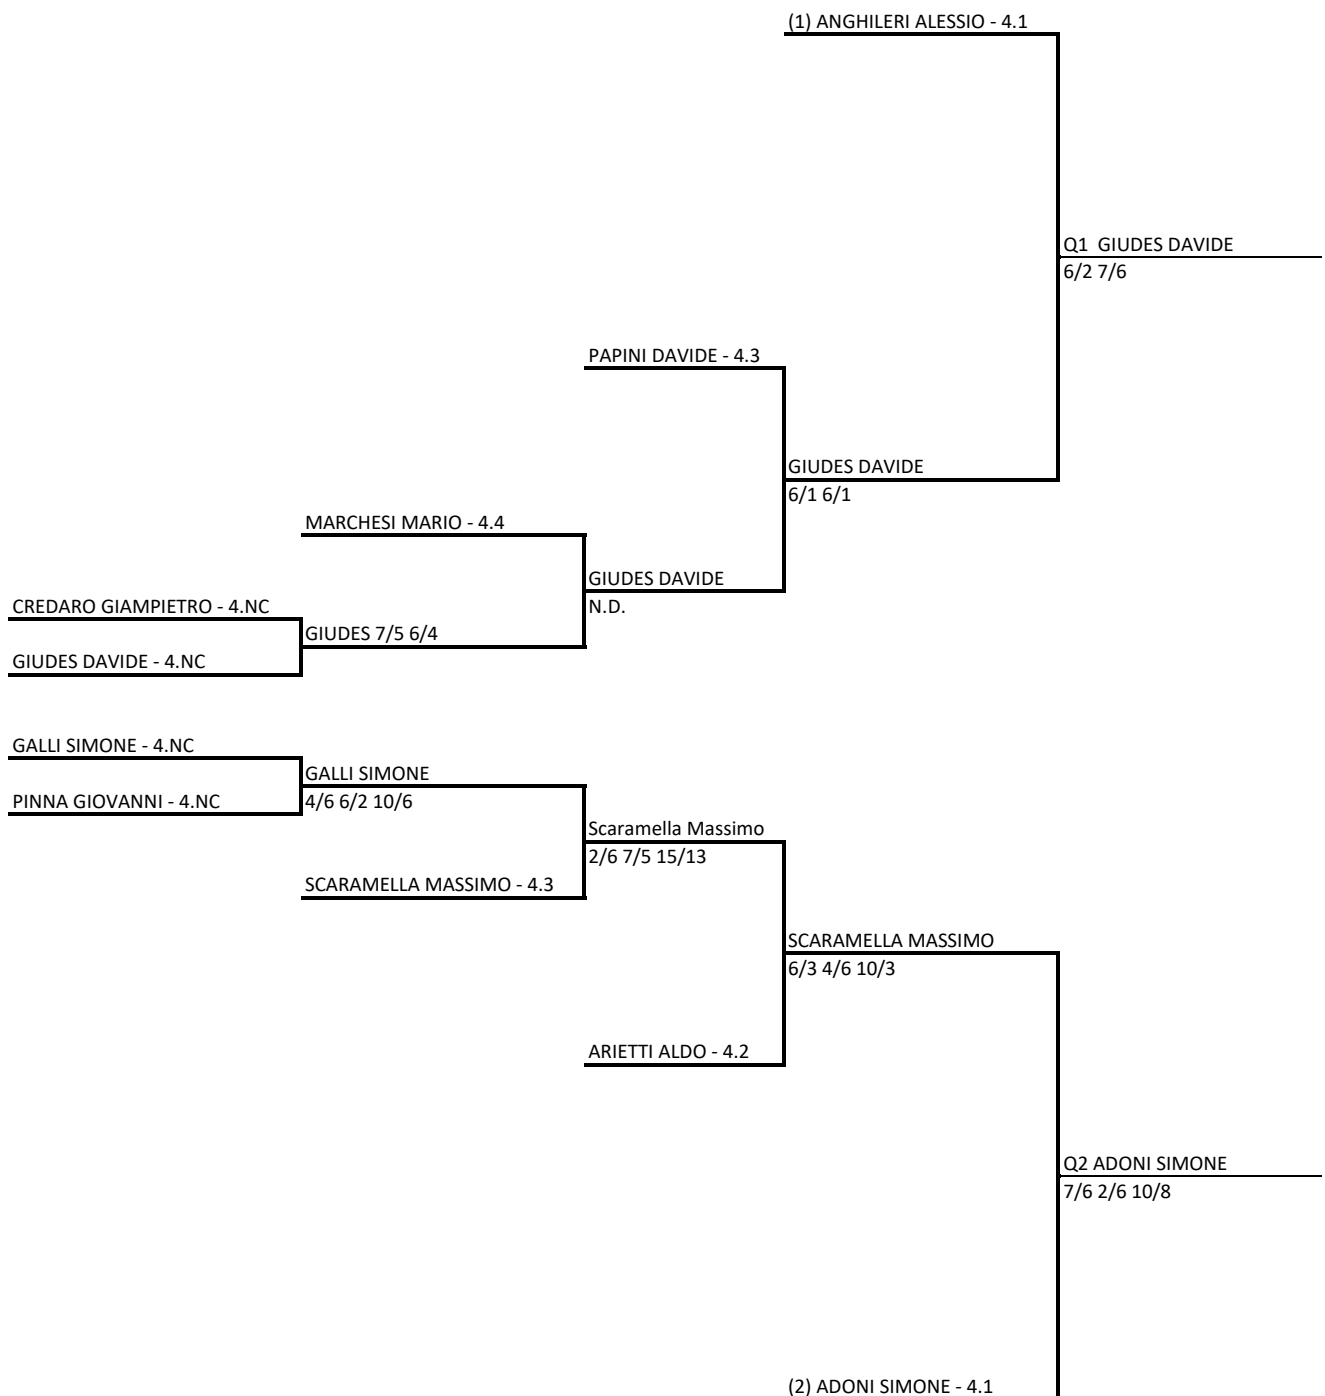 (1) ANGHILERI ALESSIO - 4.1
Q1  GIUDES DAVIDE
6/2 7/6
PAPINI DAVIDE - 4.3
GIUDES DAVIDE
6/1 6/1
MARCHESI MARIO - 4.4
GIUDES DAVIDE
N.D.
CREDARO GIAMPIETRO - 4.NC
GIUDES 7/5 6/4
GIUDES DAVIDE - 4.NC
GALLI SIMONE - 4.NC
GALLI SIMONE
4/6 6/2 10/6
PINNA GIOVANNI - 4.NC
Scaramella Massimo
2/6 7/5 15/13
SCARAMELLA MASSIMO - 4.3
SCARAMELLA MASSIMO
6/3 4/6 10/3
ARIETTI ALDO - 4.2
Q2 ADONI SIMONE
7/6 2/6 10/8
(2) ADONI SIMONE - 4.1